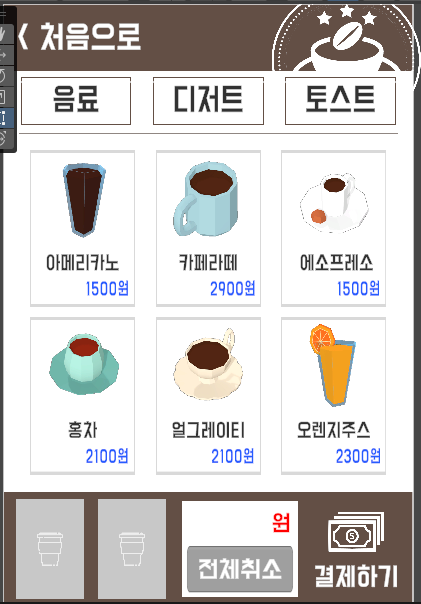 < 처음으로
음료
디저트
토스트
아메리카노
1500원
카페라떼
2900원
에소프레소
1500원
홍차
2100원
얼그레이티
2100원
오렌지주스
2300원
원
전체취소
5
결제하기